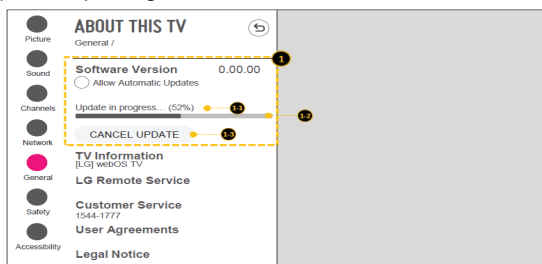 ABOUT THIS TV
General /
Picture
Software Version 0.00.00
Allow Automatic Updates
Sound
Update in progress... (52%)
Channels
CANCEL UPDATE
Network
TV Information
[LG] webOS TV
General
LG Remote Service
Customer Service
1544-1777
Safety
User Agreements
Accessibility
Legal Notice
1
1-1
1-2
1-3